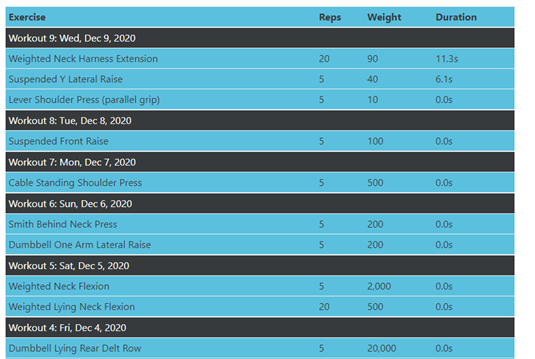 Exercise Reps Weight Duration
Workout 9: Wed, Dec 9, 2020
Weighted Neck Harness Extension 20 90 11.3s
Suspended Y Lateral Raise 5 40 6.1s
Lever Shoulder Press (parallel grip) 5 10 0.0s
Workout 8: Tue, Dec 8, 2020
Suspended Front Raise 5 100 0.0s
Workout 7: Mon, Dec 7, 2020
Cable Standing Shoulder Press 5 500 0.0s
Workout 6: Sun, Dec 6, 2020
Smith Behind Neck Press 5 200 0.0s
Dumbbell One Arm Lateral Raise 5 200 0.0s
Workout 5: Sat, Dec 5, 2020
Weighted Neck Flexion 5 2,000 0.0s
Weighted Lying Neck Flexion 20 500 0.0s
Workout 4: Fri, Dec 4, 2020
Dumbbell Lying Rear Delt Row 5 20,000 0.0s